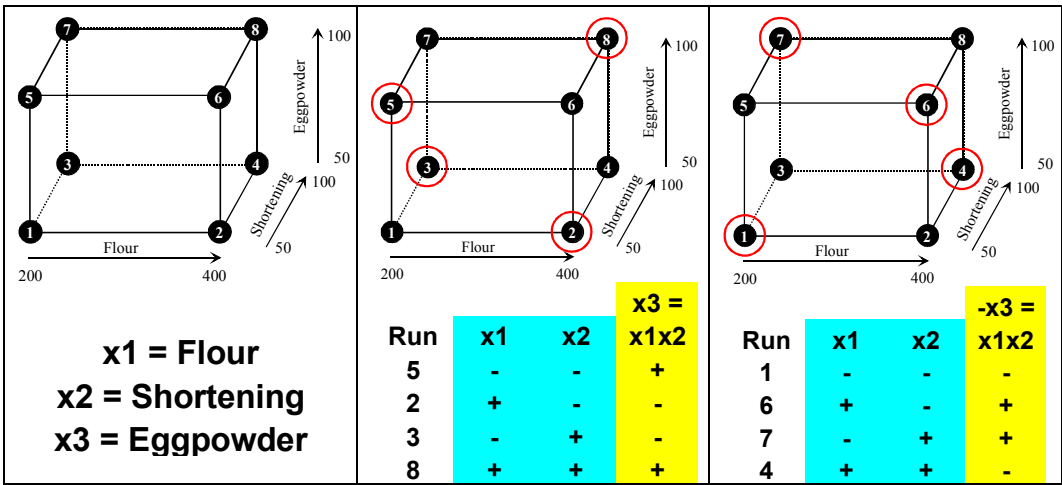 7 8
100
5 6
Eggpowder
3 4
50
100
Shortening
1 2
Flour
50
200 400
x1 = Flour
x2 = Shortening
x3 = Eggpowder
7 8
100
5 6
Eggpowder
3 4
50
100
Shortening
1 2
Flour
50
200 400
x3 =
Run x1 x2 x1x2
5 - - +
2 + - -
3 - + -
8 + + +
7 8
100
5 6
Eggpowder
3 4
50
100
Shortening
1 2
Flour
50
200 400
-x3 =
Run x1 x2 x1x2
1 - - -
6 + - +
7 - + +
4 + + -